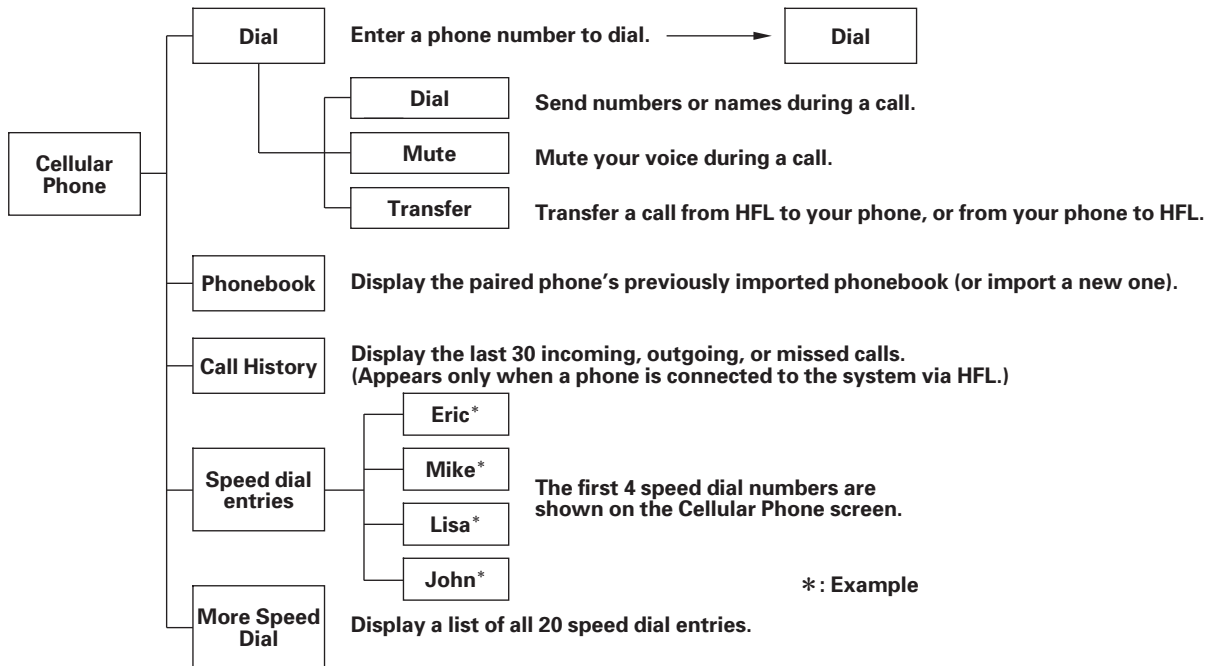 Dial
Enter a phone number to dial.
Dial
Dial
Send numbers or names during a call.
Cellular
Phone
Mute
Mute your voice during a call.
Transfer
Transfer a call from HFL to your phone, or from your phone to HFL.
Phonebook
Display the paired phone’s previously imported phonebook (or import a new one).
Call History
Display the last 30 incoming, outgoing, or missed calls.
(Appears only when a phone is connected to the system via HFL.)
Speed dial
entries
Eric*
Mike*
Lisa*
John*
The first 4 speed dial numbers are
shown on the Cellular Phone screen.
*: Example
More Speed
Dial
Display a list of all 20 speed dial entries.